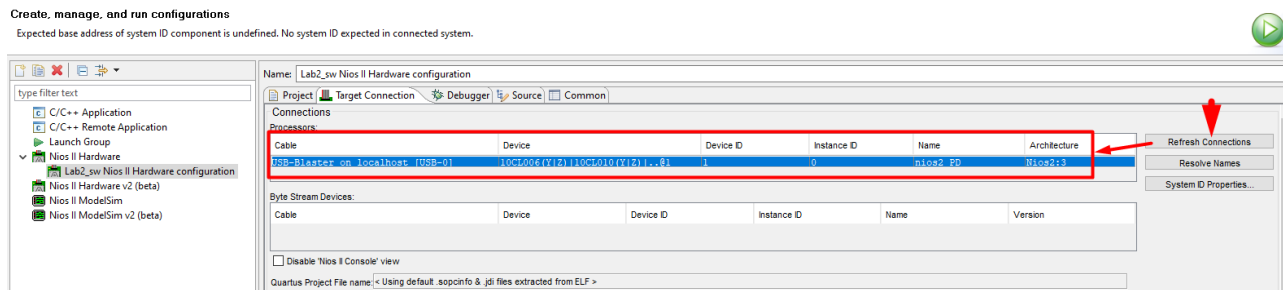 Create, manage, and run configurations
Expected base address of system ID component is undefined. No system ID expected in connected system.
type filter text
C/C++ Application
C/C++ Remote Application
Launch Group
Nios II Hardware
Lab2_sw Nios II Hardware configuration
Nios II Hardware v2 (beta)
Nios II ModelSim
Nios II ModelSim v2 (beta)
Name: Lab2_sw Nios II Hardware configuration
Project Target Connection Debugger Source Common
Connections
Processors:
Cable Device Device ID Instance ID Name Architecture
USB-Blaster on localhost [USB-0] 10CL006(Y|Z)|10CL010(Y|Z)|..@1 1 0 nios2 PD Nios2:3
Refresh Connections
Resolve Names
System ID Properties...
Byte Stream Devices:
Cable Device Device ID Instance ID Name Version
Disable 'Nios II Console' view
Quartus Project File name: < Using default .sopcinfo & .jdi files extracted from ELF >